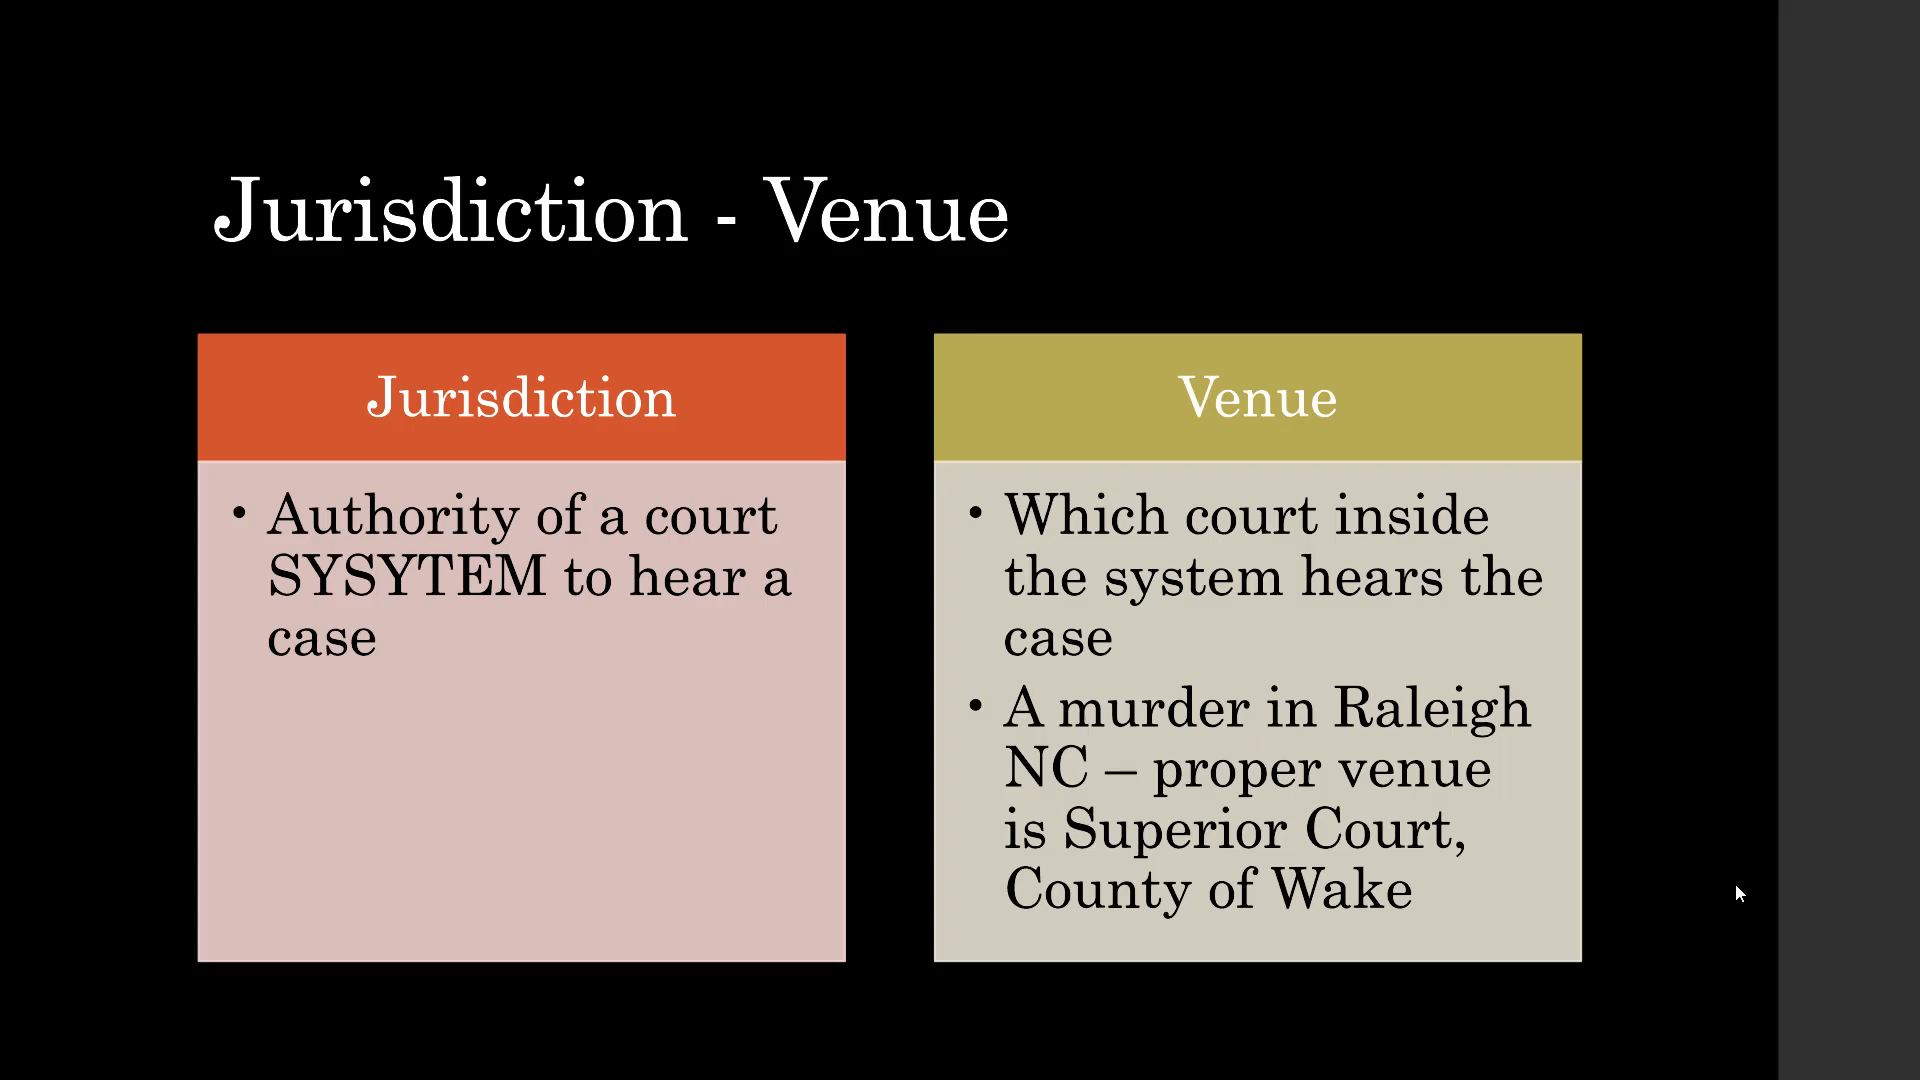 Jurisdiction - Venue
Jurisdiction
• Authority of a court
SYSYTEM to hear a
case
Venue
• Which court inside
the system hears the
case
• A murder in Raleigh
NC – proper venue
is Superior Court,
County of Wake